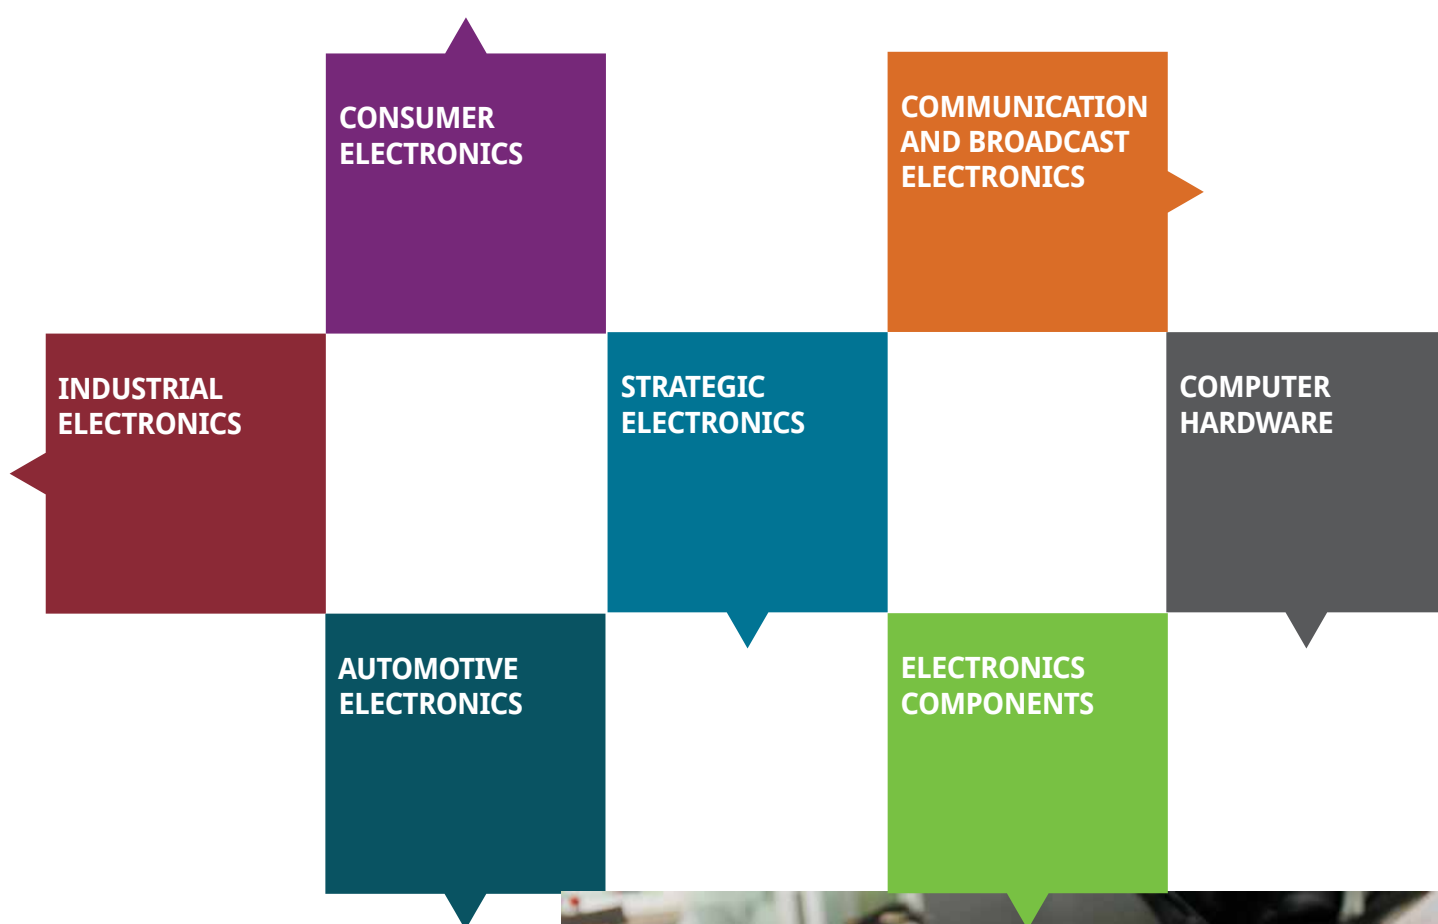 CONSUMER
ELECTRONICS
COMMUNICATION
AND BROADCAST
ELECTRONICS
INDUSTRIAL
ELECTRONICS
STRATEGIC
ELECTRONICS
COMPUTER
HARDWARE
AUTOMOTIVE
ELECTRONICS
ELECTRONICS
COMPONENTS